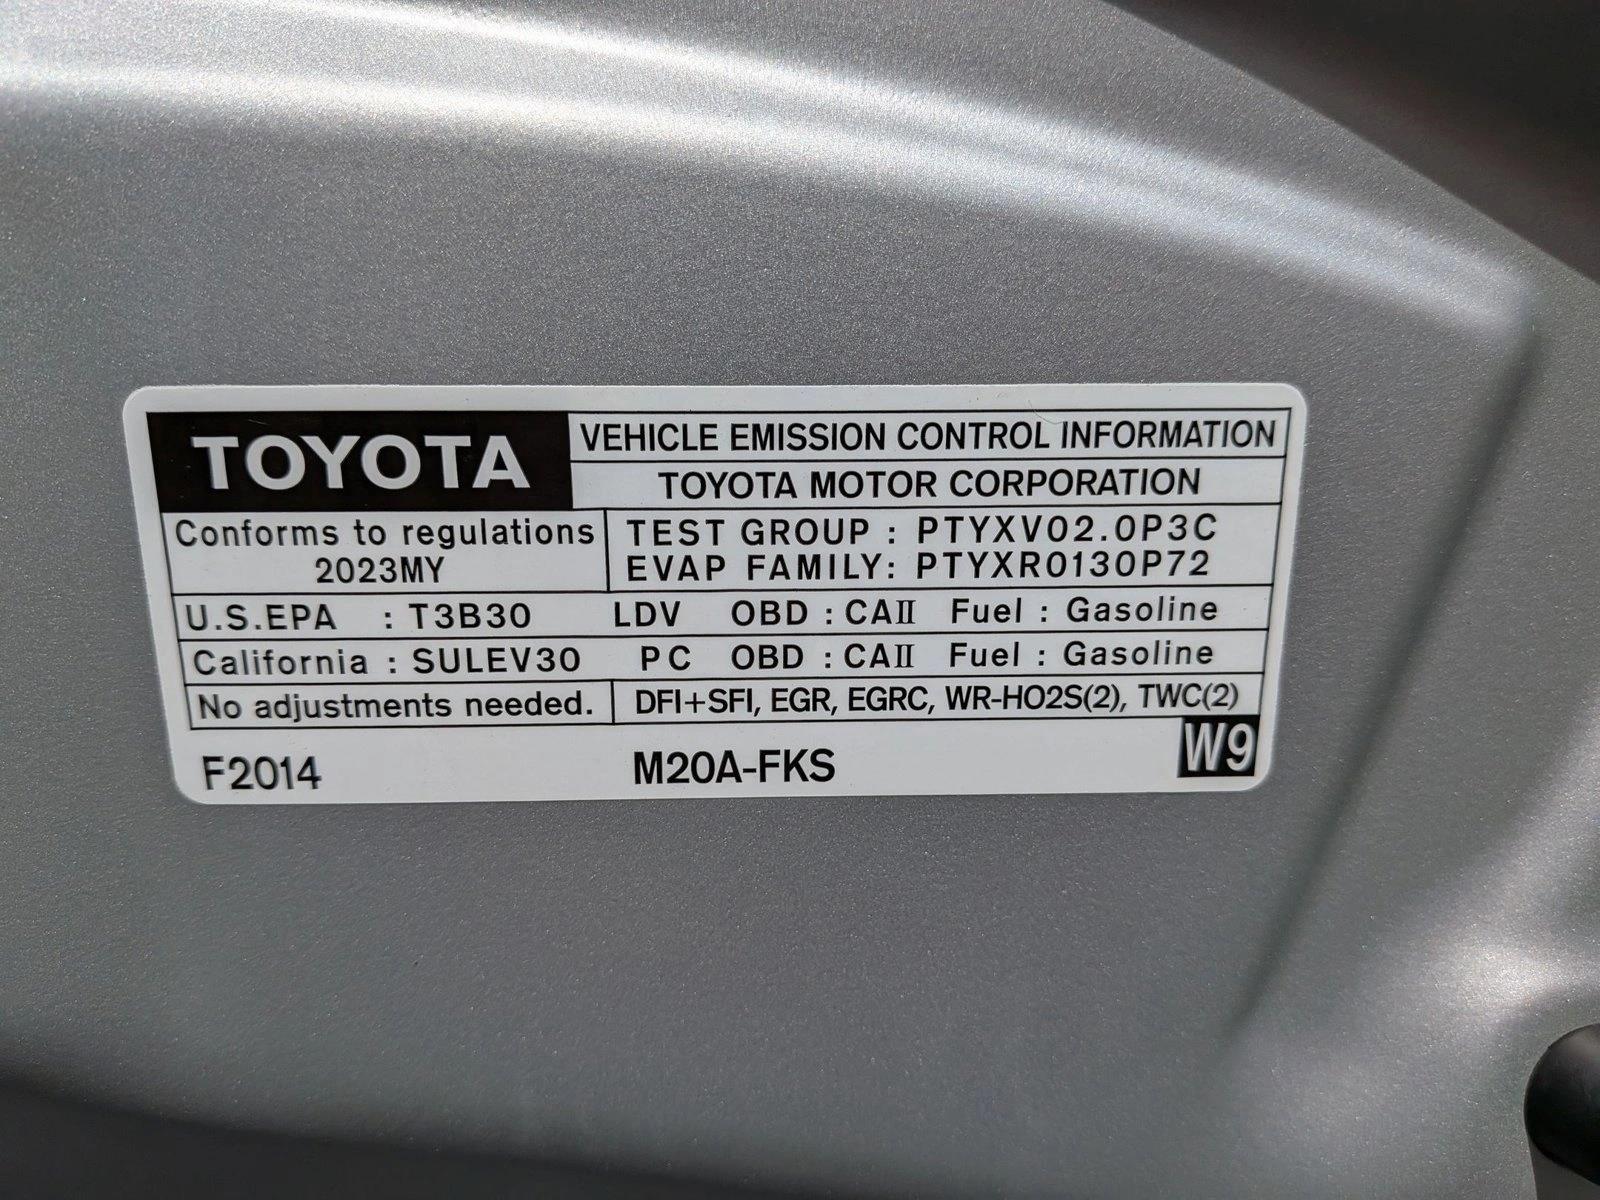 TOYOTA VEHICLE EMISSION CONTROL INFORMATION
TOYOTA MOTOR CORPORATION
Conforms to regulations
2023MY
TEST GROUP : PTYXV02.0P3C
EVAP FAMILY: PTYXR0130P72
U.S.EPA : T3B30 LDV OBD : CAII Fuel : Gasoline
California : SULEV30 PC OBD : CAII Fuel : Gasoline
No adjustments needed. DFI+SFI, EGR, EGRC, WR-HO2S(2), TWC(2)
F2014 M20A-FKS W9